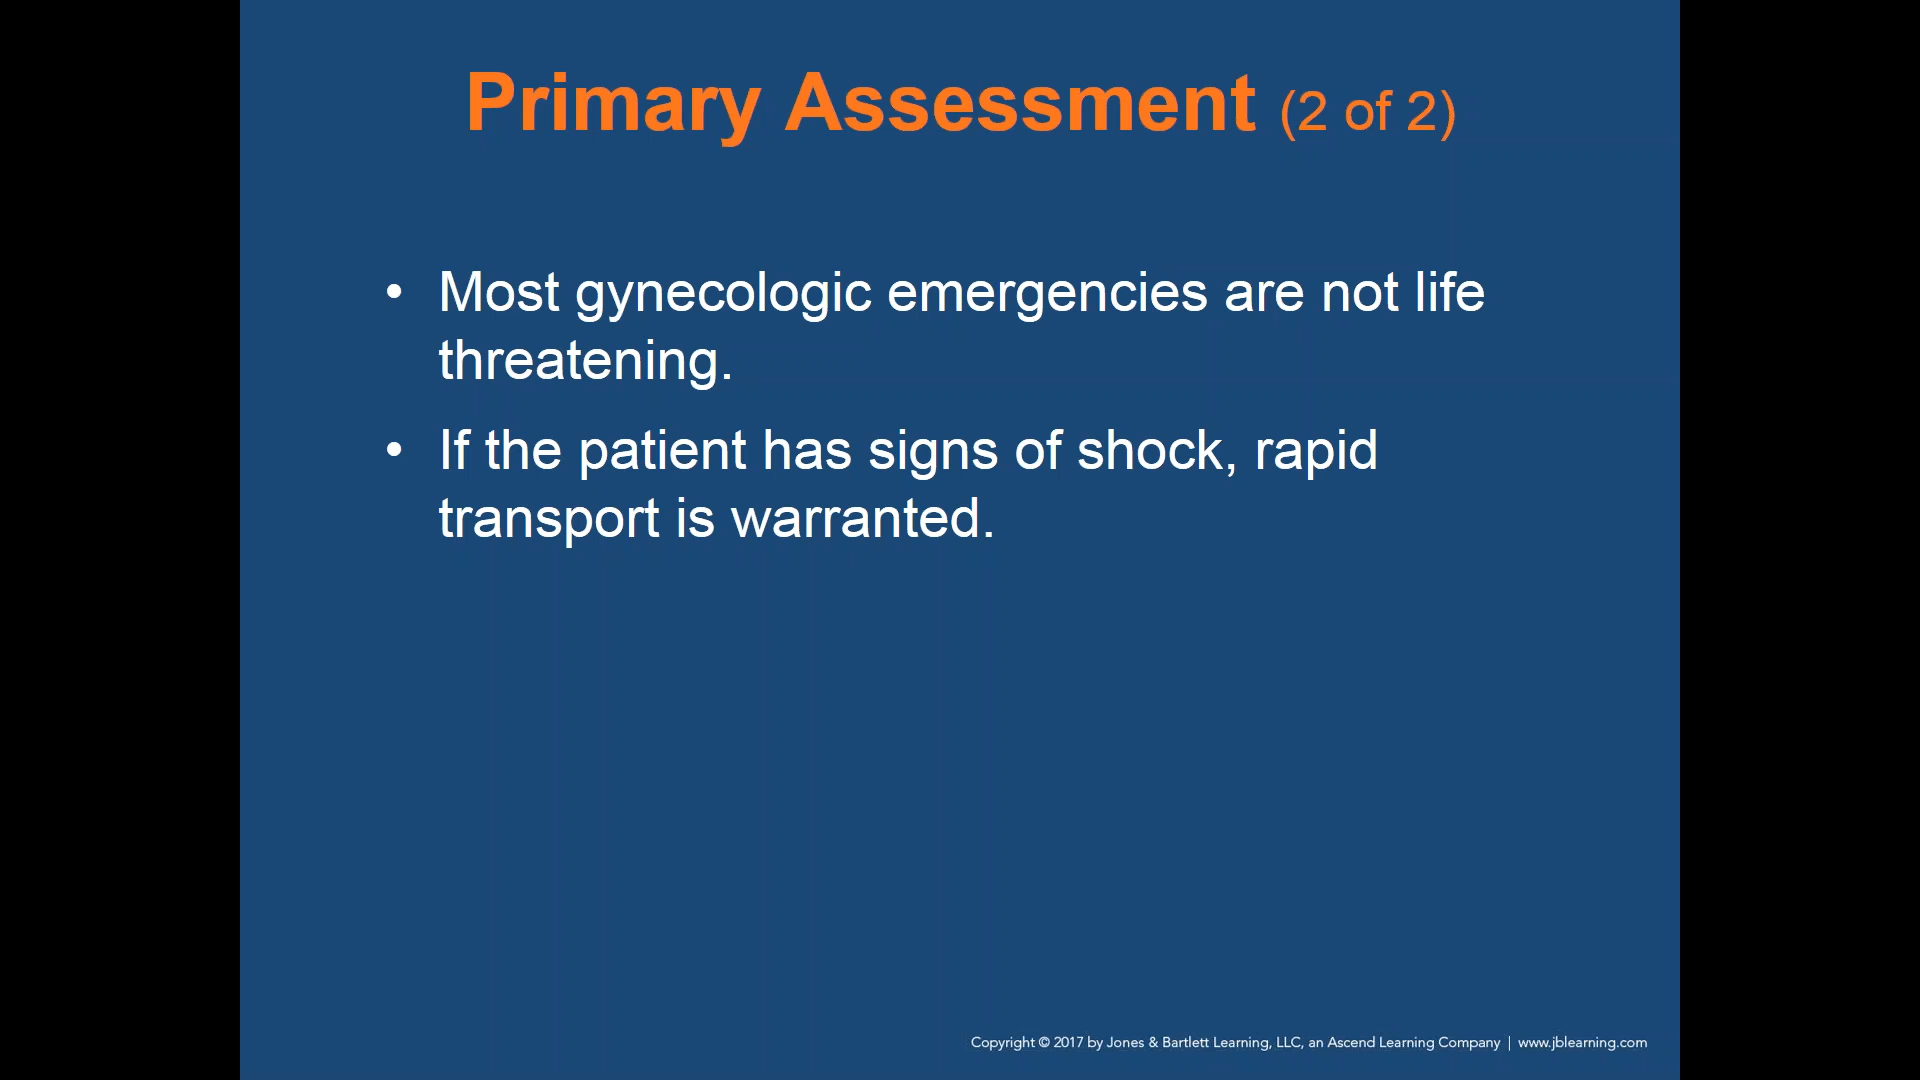 Primary Assessment (2 of 2)
• Most gynecologic emergencies are not life
threatening.
• If the patient has signs of shock, rapid
transport is warranted.
Copyright © 2017 by Jones & Bartlett Learning, LLC, an Ascend Learning Company | www.jblearning.com